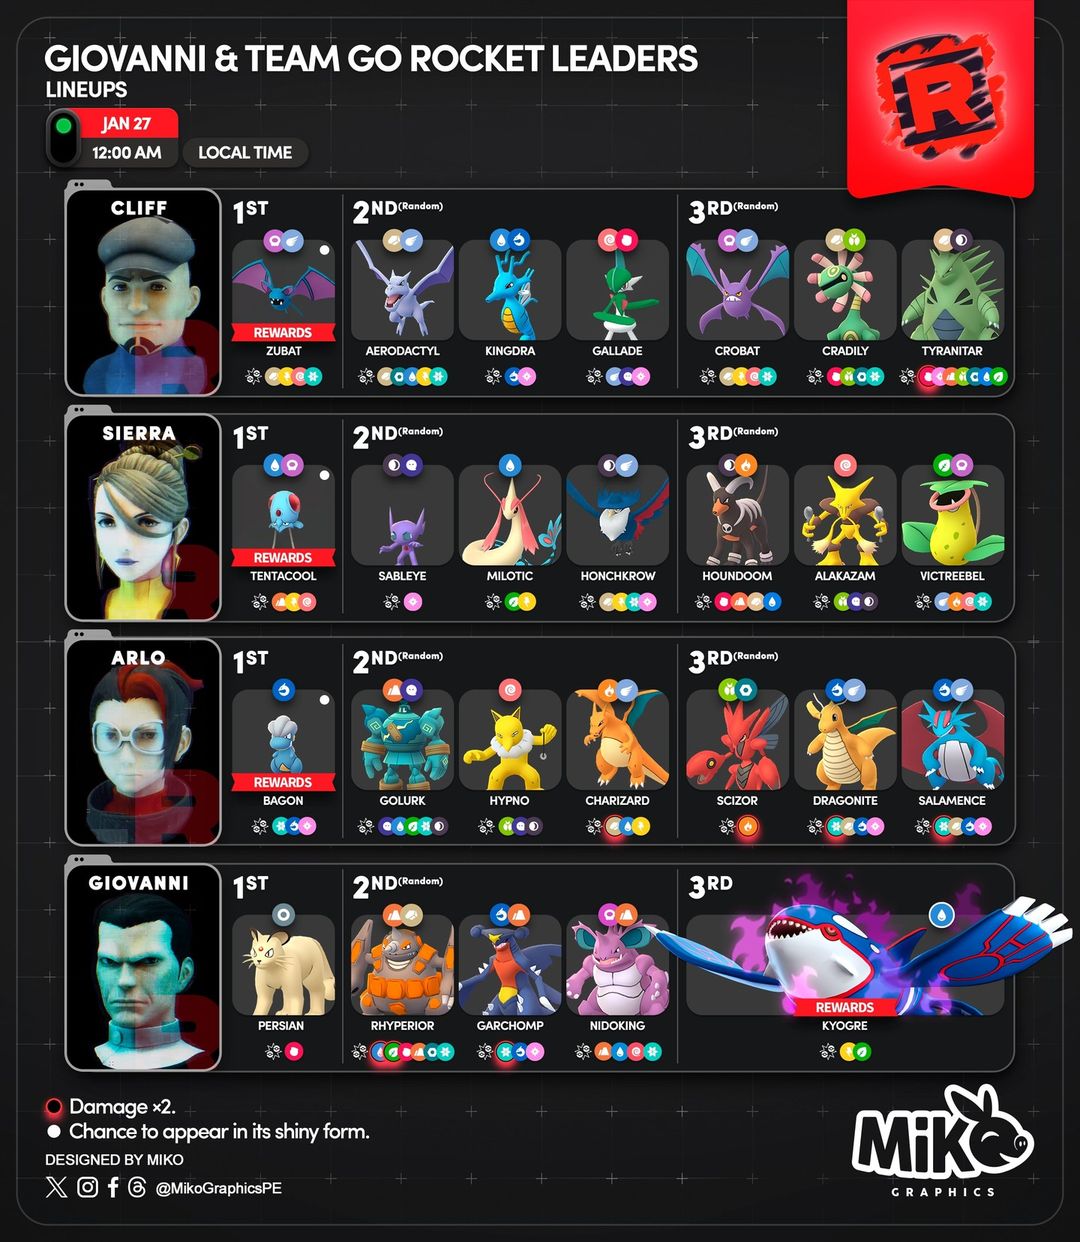 GIOVANNI & TEAM GO ROCKET LEADERS
LINEUPS
R
JAN 27
12:00 AM LOCAL TIME
CLIFF
1ST 2ND(Random) 3RD(Random)
REWARDS
ZUBAT AERODACTYL KINGDRA GALLADE CROBAT CRADILY TYRANITAR
SIERRA
1ST 2ND(Random) 3RD(Random)
REWARDS
TENTACOOL SABLEYE MILOTIC HONCHKROW HOUNDOOM ALAKAZAM VICTREEBEL
ARLO
1ST 2ND(Random) 3RD(Random)
REWARDS
BAGON GOLURK HYPNO CHARIZARD SCIZOR DRAGONITE SALAMENCE
GIOVANNI
1ST 2ND(Random) 3RD
REWARDS
PERSIAN RHYPERIOR GARCHOMP NIDOKING KYOGRE
Damage ×2.
Chance to appear in its shiny form.
DESIGNED BY MIKO
@MikoGraphicsPE
MiKO
GRAPHICS